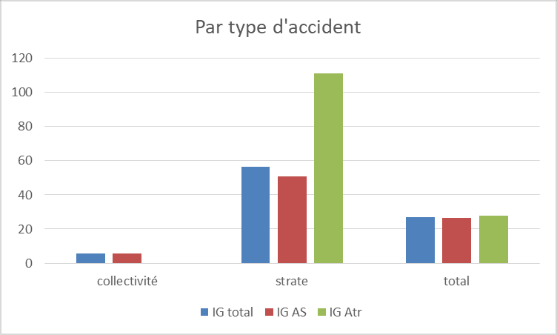 Par type d'accident
120
100
80
60
40
20
0
collectivité strate total
IG total IG AS IG Atr